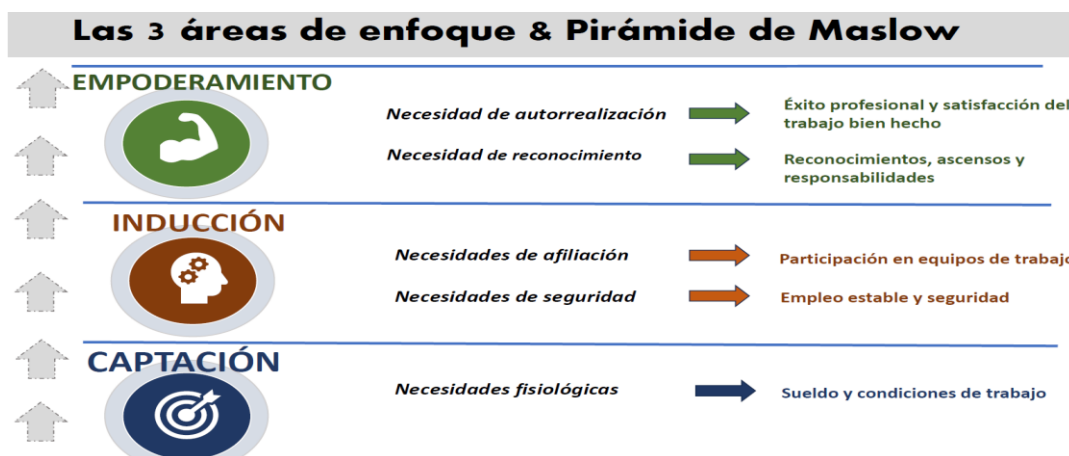 Las 3 áreas de enfoque & Pirámide de Maslow
EMPODERAMIENTO
Necesidad de autorrealización
Éxito profesional y satisfacción del
trabajo bien hecho
Necesidad de reconocimiento
Reconocimientos, ascensos y
responsabilidades
INDUCCIÓN
Necesidades de afiliación
Participación en equipos de trabajo
Necesidades de seguridad
Empleo estable y seguridad
CAPTACIÓN
Necesidades fisiológicas
Sueldo y condiciones de trabajo